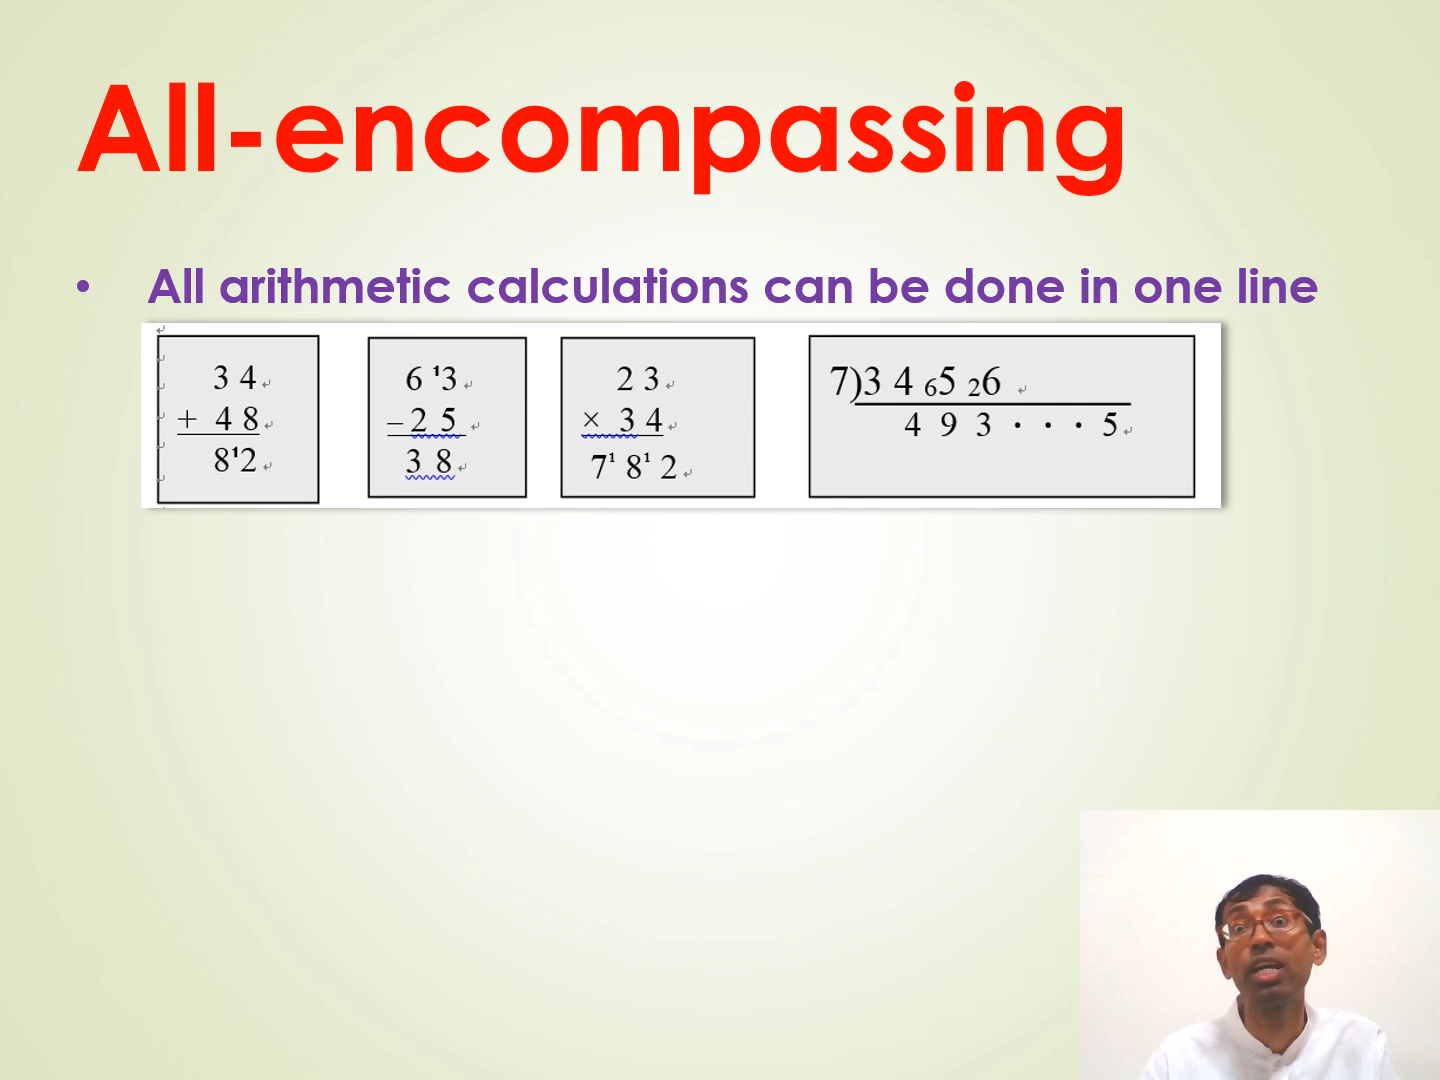 All-encompassing
• All arithmetic calculations can be done in one line
3 4
+ 4 8
8¹2
6 ¹3
– 2 5
3 8
2 3
× 3 4
7¹ 8¹ 2
7)3 4 ₆5 ₂6
4 9 3 · · · 5